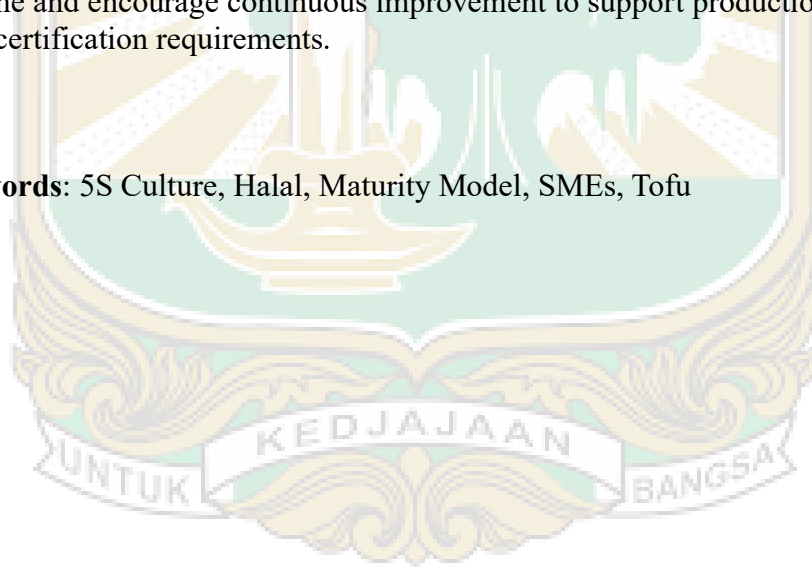 me and encourage continuous improvement to support productio
certification requirements.
ords: 5S Culture, Halal, Maturity Model, SMEs, Tofu
KEDJAJAAN
UNTUK BANGSA